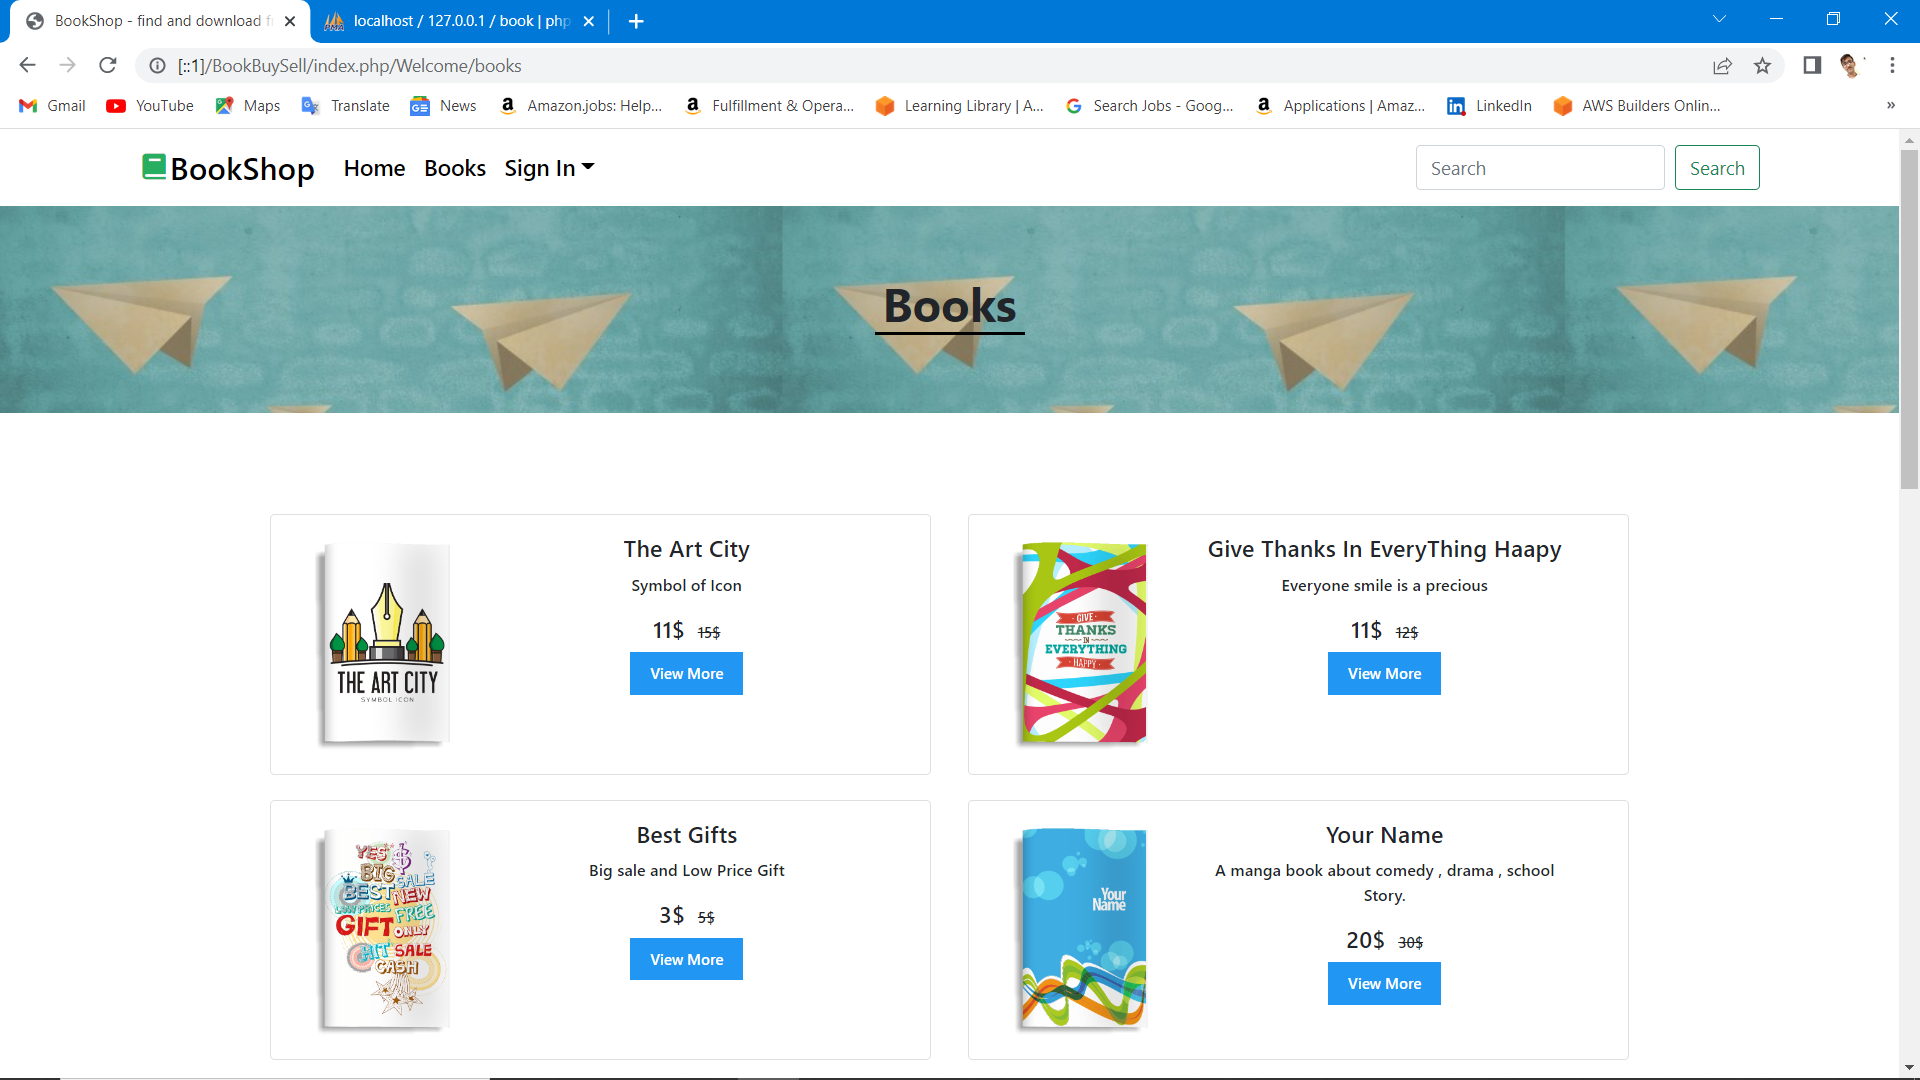 BookShop - find and download f
localhost / 127.0.0.1 / book | php
[::1]/BookBuySell/index.php/Welcome/books
Gmail YouTube Maps Translate News Amazon.jobs: Help... Fulfillment & Opera... Learning Library | A... Search Jobs - Goog... Applications | Amaz... LinkedIn AWS Builders Onlin... »
BookShop Home Books Sign In Search Search
Books
The Art City
Symbol of Icon
11$ 15$
View More
THE ART CITY
SYMBOL ICON
Give Thanks In EveryThing Haapy
Everyone smile is a precious
11$ 12$
View More
GIVE
THANKS
IN
EVERYTHING
HAPPY
Best Gifts
Big sale and Low Price Gift
3$ 5$
View More
YES $
BIG SALE
BEST NEW
LOW PRICES FREE
GIFT ONLY
HIT SALE
CASH
Your Name
A manga book about comedy , drama , school
Story.
20$ 30$
View More
Your
Name